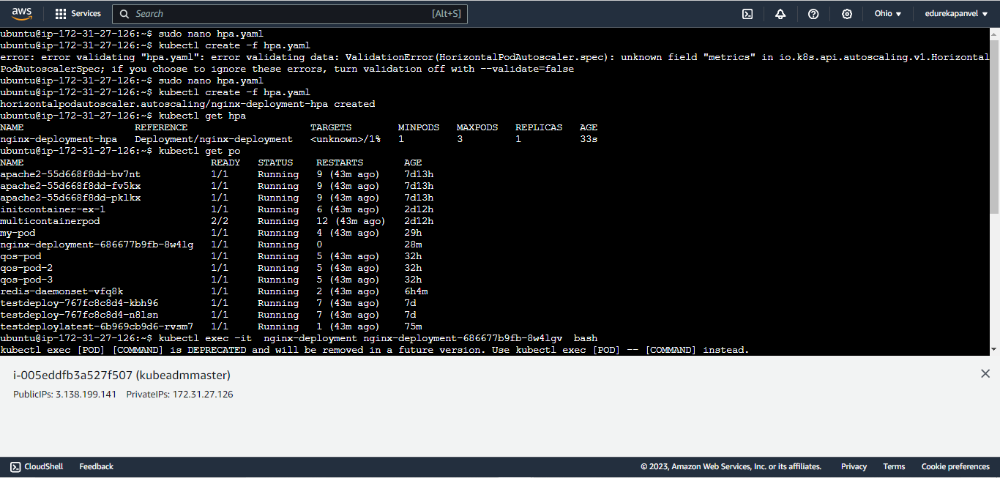 aws Services Search [Alt+S] Ohio edurekapanvel
ubuntu@ip-172-31-27-126:~$ sudo nano hpa.yaml
ubuntu@ip-172-31-27-126:~$ kubectl create -f hpa.yaml
error: error validating "hpa.yaml": error validating data: ValidationError(HorizontalPodAutoscaler.spec): unknown field "metrics" in io.k8s.api.autoscaling.v1.Horizontal
PodAutoscalerSpec; if you choose to ignore these errors, turn validation off with --validate=false
ubuntu@ip-172-31-27-126:~$ sudo nano hpa.yaml
ubuntu@ip-172-31-27-126:~$ kubectl create -f hpa.yaml
horizontalpodautoscaler.autoscaling/nginx-deployment-hpa created
ubuntu@ip-172-31-27-126:~$ kubectl get hpa
NAME REFERENCE TARGETS MINPODS MAXPODS REPLICAS AGE
nginx-deployment-hpa Deployment/nginx-deployment <unknown>/1% 1 3 1 33s
ubuntu@ip-172-31-27-126:~$ kubectl get po
NAME READY STATUS RESTARTS AGE
apache2-55d668f8dd-bv7nt 1/1 Running 9 (43m ago) 7d13h
apache2-55d668f8dd-fv5kx 1/1 Running 9 (43m ago) 7d13h
apache2-55d668f8dd-pklkx 1/1 Running 9 (43m ago) 7d13h
initcontainer-ex-1 1/1 Running 6 (43m ago) 2d12h
multicontainerpod 2/2 Running 12 (43m ago) 2d12h
my-pod 1/1 Running 4 (43m ago) 29h
nginx-deployment-686677b9fb-8w4lg 1/1 Running 0 28m
qos-pod 1/1 Running 5 (43m ago) 32h
qos-pod-2 1/1 Running 5 (43m ago) 32h
qos-pod-3 1/1 Running 5 (43m ago) 32h
redis-daemonset-vfq8k 1/1 Running 2 (43m ago) 6h4m
testdeploy-767fc8c8d4-kbh96 1/1 Running 7 (43m ago) 7d
testdeploy-767fc8c8d4-n8lsn 1/1 Running 7 (43m ago) 7d
testdeploylatest-6b969cb9d6-rvsm7 1/1 Running 1 (43m ago) 75m
ubuntu@ip-172-31-27-126:~$ kubectl exec -it  nginx-deployment nginx-deployment-686677b9fb-8w4lgv  bash
kubectl exec [POD] [COMMAND] is DEPRECATED and will be removed in a future version. Use kubectl exec [POD] -- [COMMAND] instead.
i-005eddfb3a527f507 (kubeadmmaster)
PublicIPs: 3.138.199.141 PrivateIPs: 172.31.27.126
CloudShell Feedback © 2023, Amazon Web Services, Inc. or its affiliates. Privacy Terms Cookie preferences